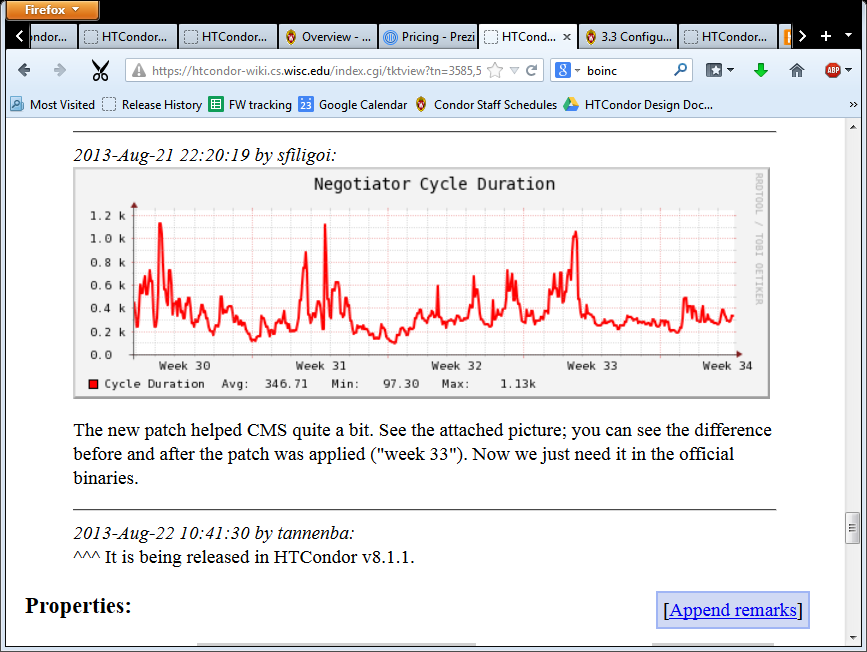 Firefox
ondor...
HTCondor...
HTCondor...
Overview - ...
Pricing - Prezi
HTCond...
3.3 Configu...
HTCondor...
https://htcondor-wiki.cs.wisc.edu/index.cgi/tktview?tn=3585,5
8
boinc
ABP
Most Visited
Release History
FW tracking
23
Google Calendar
Condor Staff Schedules
HTCondor Design Doc...
2013-Aug-21 22:20:19 by sfiligoi:
Negotiator Cycle Duration
RRDTOOL / TOBI OETIKER
1.2 k
1.0 k
0.8 k
0.6 k
0.4 k
0.2 k
0.0
Week 30 Week 31 Week 32 Week 33 Week 34
Cycle Duration Avg: 346.71 Min: 97.30 Max: 1.13k
The new patch helped CMS quite a bit. See the attached picture; you can see the difference
before and after the patch was applied ("week 33"). Now we just need it in the official
binaries.
2013-Aug-22 10:41:30 by tannenba:
^^^ It is being released in HTCondor v8.1.1.
Properties:
[Append remarks]